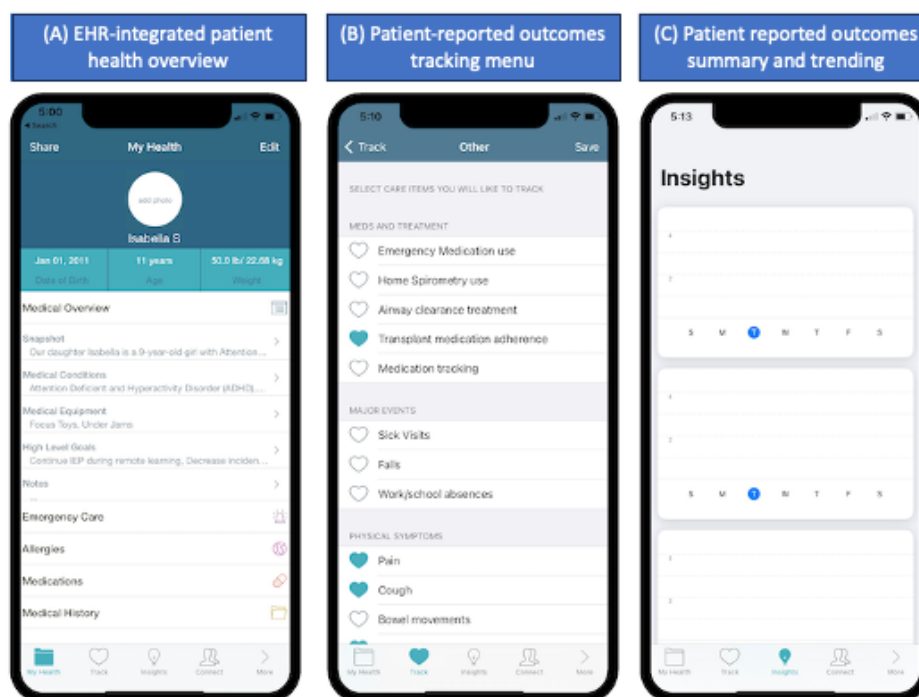 (A) EHR-integrated patient
health overview
5:00
Search
Share My Health Edit
add photo
Isabella S
Jan 01, 2011 11 years 50.0 lb/ 22.68 kg
Date of Birth Age Weight
Medical Overview
Snapshot
Our daughter Isabella is a 9-year-old girl with Attention...
Medical Conditions
Attention Deficient and Hyperactivity Disorder (ADHD)...
Medical Equipment
Focus Toys, Under Jams
High Level Goals
Continue IEP during remote learning, Decrease inciden...
Notes
...
Emergency Care
Allergies
Medications
Medical History
My Health Track Insights Connect More
(B) Patient-reported outcomes
tracking menu
5:10
Track Other Save
SELECT CARE ITEMS YOU WILL LIKE TO TRACK
MEDS AND TREATMENT
Emergency Medication use
Home Spirometry use
Airway clearance treatment
Transplant medication adherence
Medication tracking
MAJOR EVENTS
Sick Visits
Falls
Work/school absences
PHYSICAL SYMPTOMS
Pain
Cough
Bowel movements
My Health Track Insights Connect More
(C) Patient reported outcomes
summary and trending
5:13
Insights
S M T W T F S
S M T W T F S
My Health Track Insights Connect More